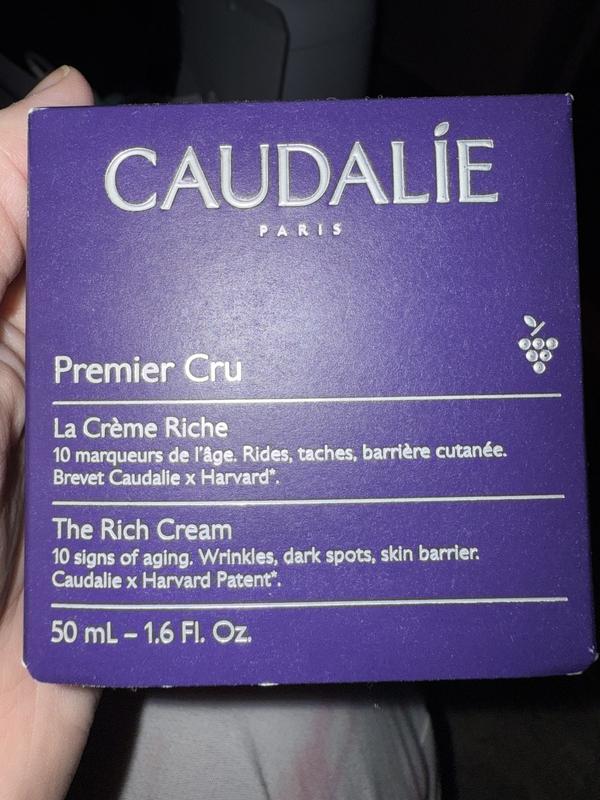 CAUDALÍE
PARIS
Premier Cru
La Crème Riche
10 marqueurs de l'âge. Rides, taches, barrière cutanée.
Brevet Caudalie x Harvard*.
The Rich Cream
10 signs of aging. Wrinkles, dark spots, skin barrier.
Caudalie x Harvard Patent*.
50 mL – 1.6 Fl. Oz.